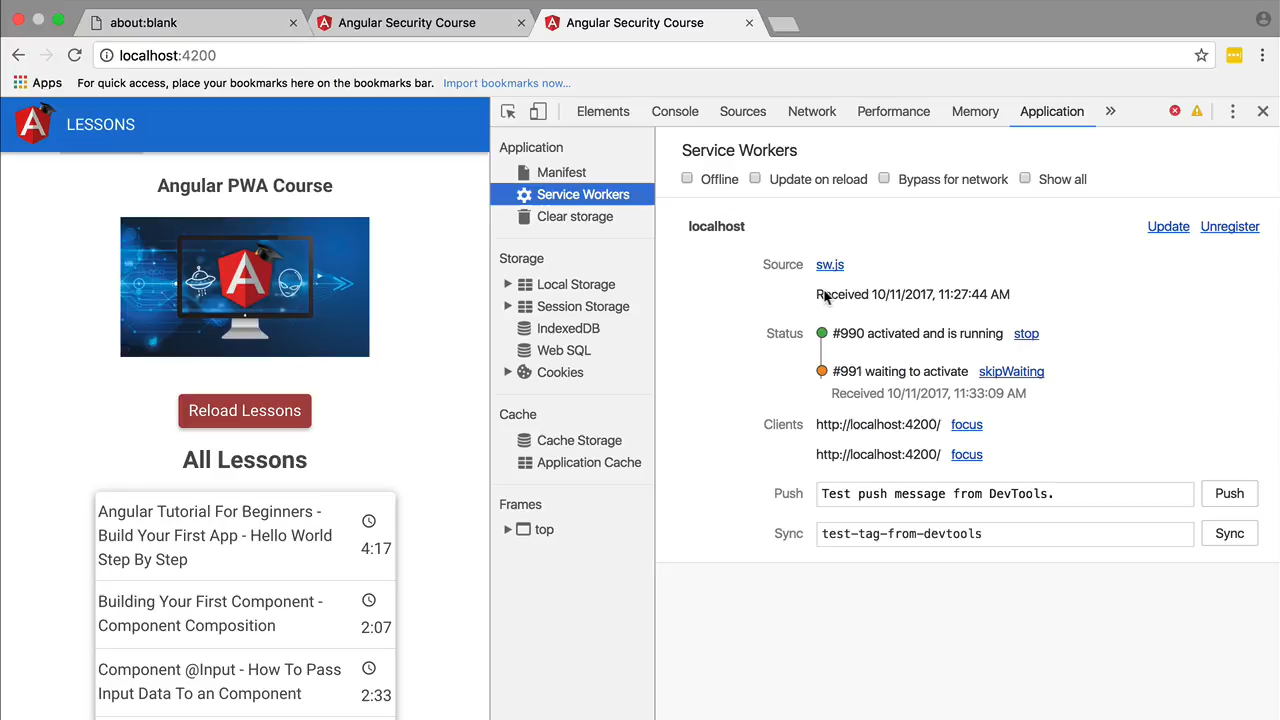 about:blank
Angular Security Course
Angular Security Course
localhost:4200
Apps For quick access, place your bookmarks here on the bookmarks bar. Import bookmarks now...
LESSONS
Angular PWA Course
Reload Lessons
All Lessons
Angular Tutorial For Beginners -
Build Your First App - Hello World
Step By Step
4:17
Building Your First Component -
Component Composition
2:07
Component @Input - How To Pass
Input Data To an Component
2:33
Elements Console Sources Network Performance Memory Application
Application
Manifest
Service Workers
Clear storage
Storage
Local Storage
Session Storage
IndexedDB
Web SQL
Cookies
Cache
Cache Storage
Application Cache
Frames
top
Service Workers
Offline Update on reload Bypass for network Show all
localhost Update Unregister
Source sw.js
Received 10/11/2017, 11:27:44 AM
Status #990 activated and is running stop
#991 waiting to activate skipWaiting
Received 10/11/2017, 11:33:09 AM
Clients http://localhost:4200/ focus
http://localhost:4200/ focus
Push Test push message from DevTools. Push
Sync test-tag-from-devtools Sync